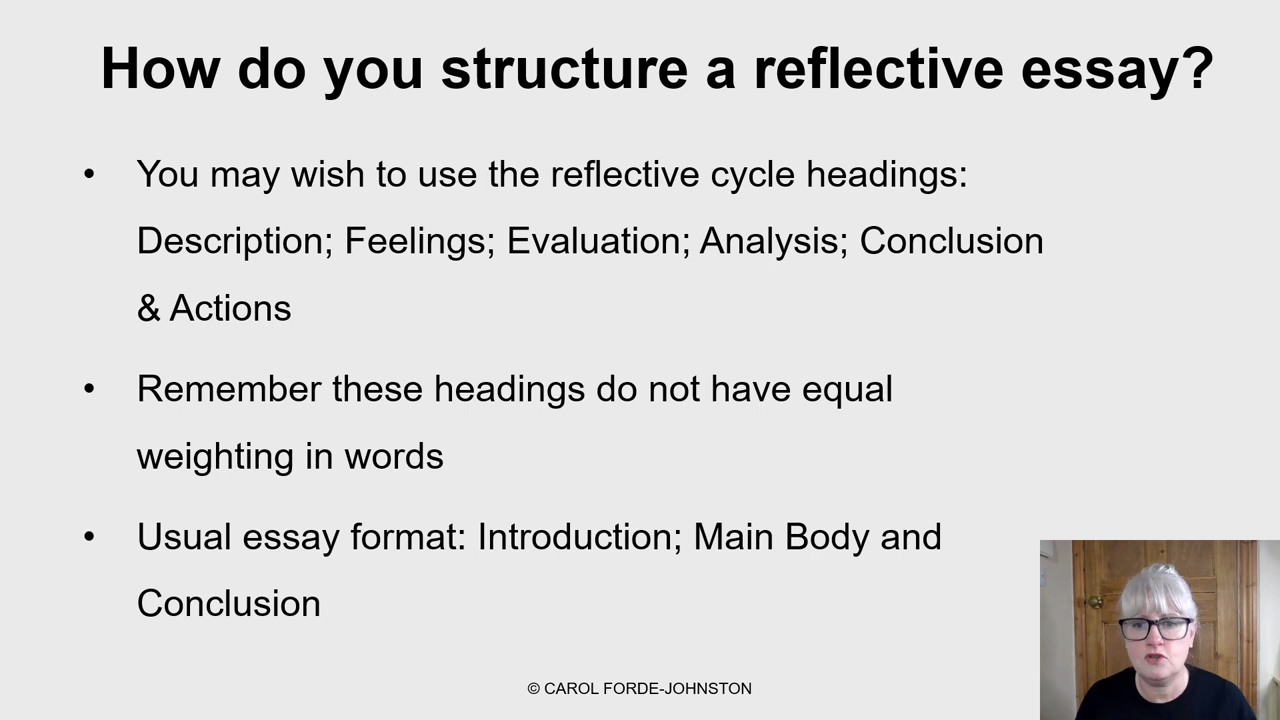 How do you structure a reflective essay?
• You may wish to use the reflective cycle headings:
Description; Feelings; Evaluation; Analysis; Conclusion
& Actions
• Remember these headings do not have equal
weighting in words
• Usual essay format: Introduction; Main Body and
Conclusion
© CAROL FORDE-JOHNSTON